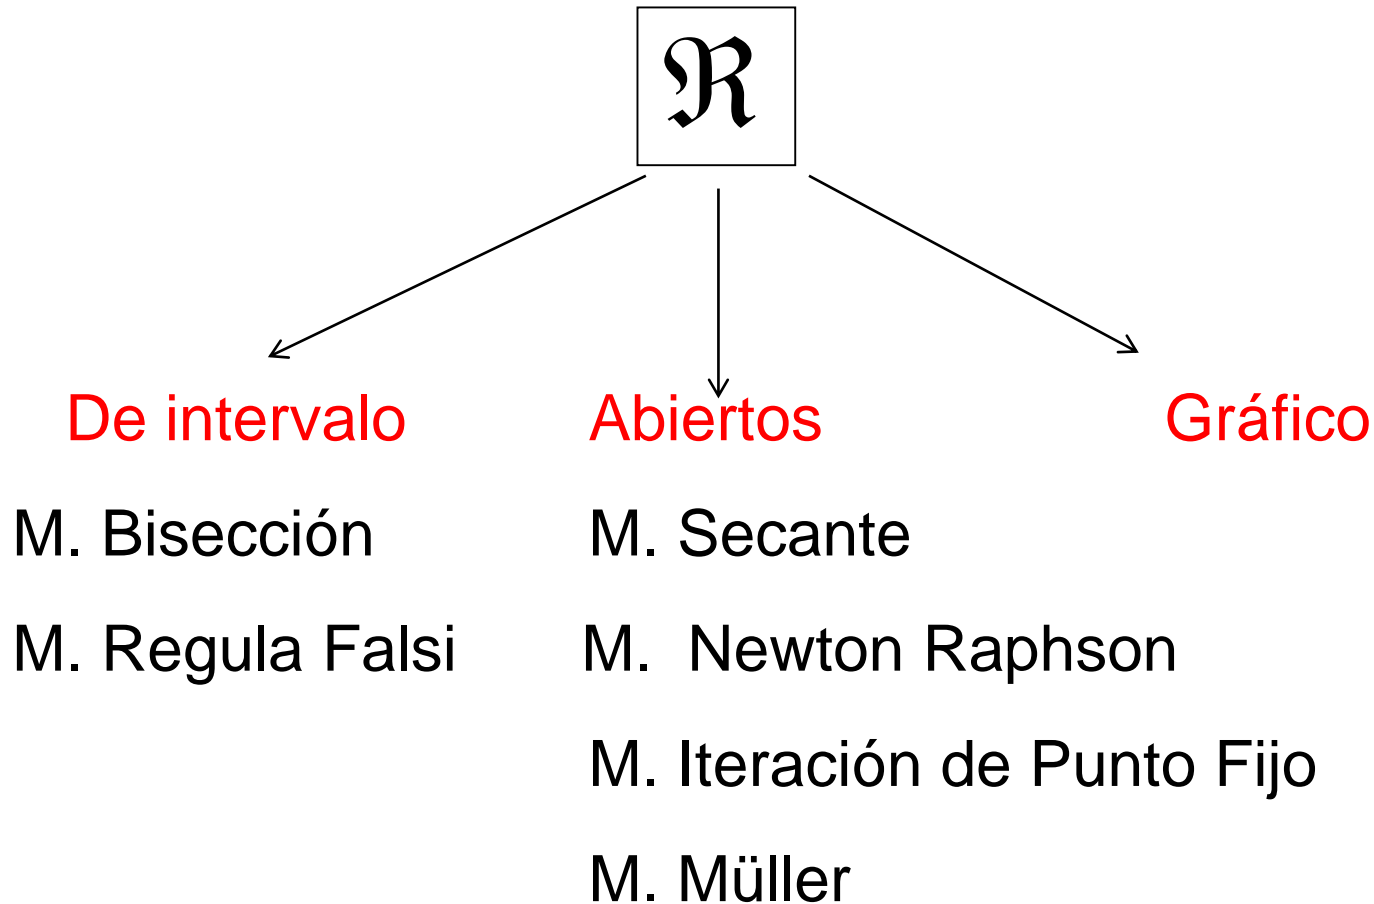 ℜ
De intervalo Abiertos Gráfico
M. Bisección M. Secante
M. Regula Falsi M. Newton Raphson
M. Iteración de Punto Fijo
M. Müller